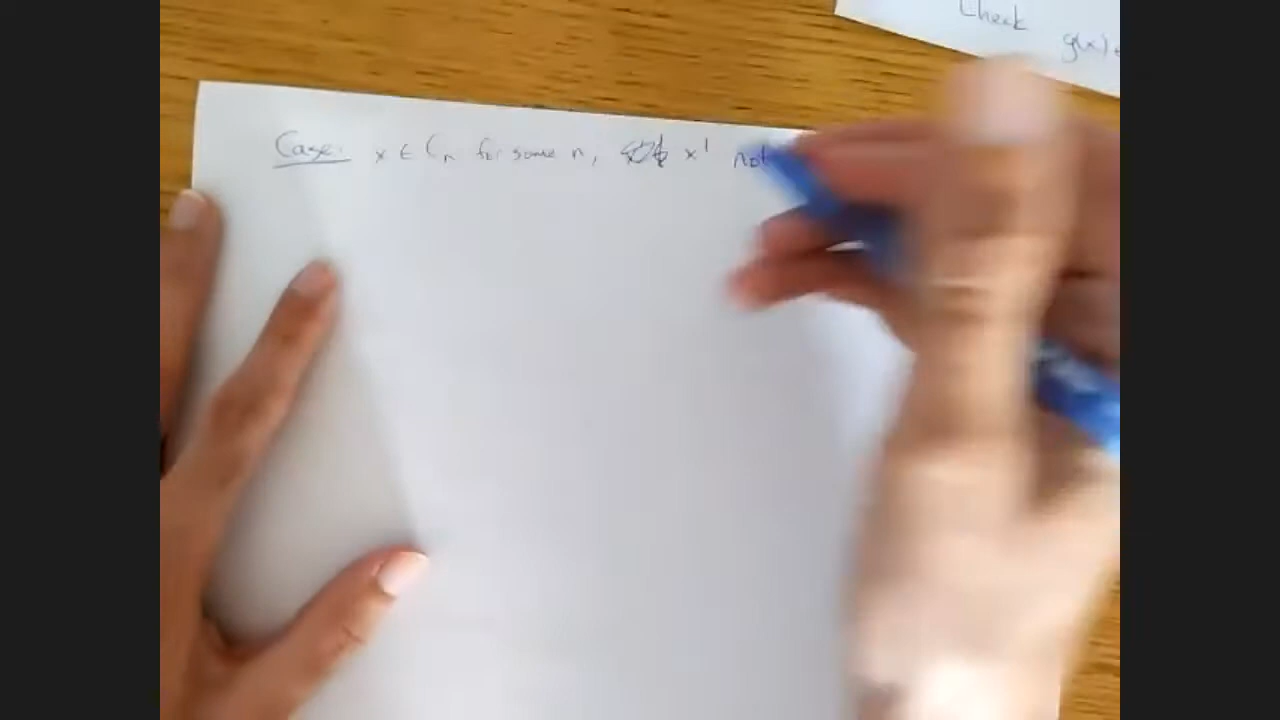 Check
g(x)
Case: x ∈ Cₙ for some n, x' not